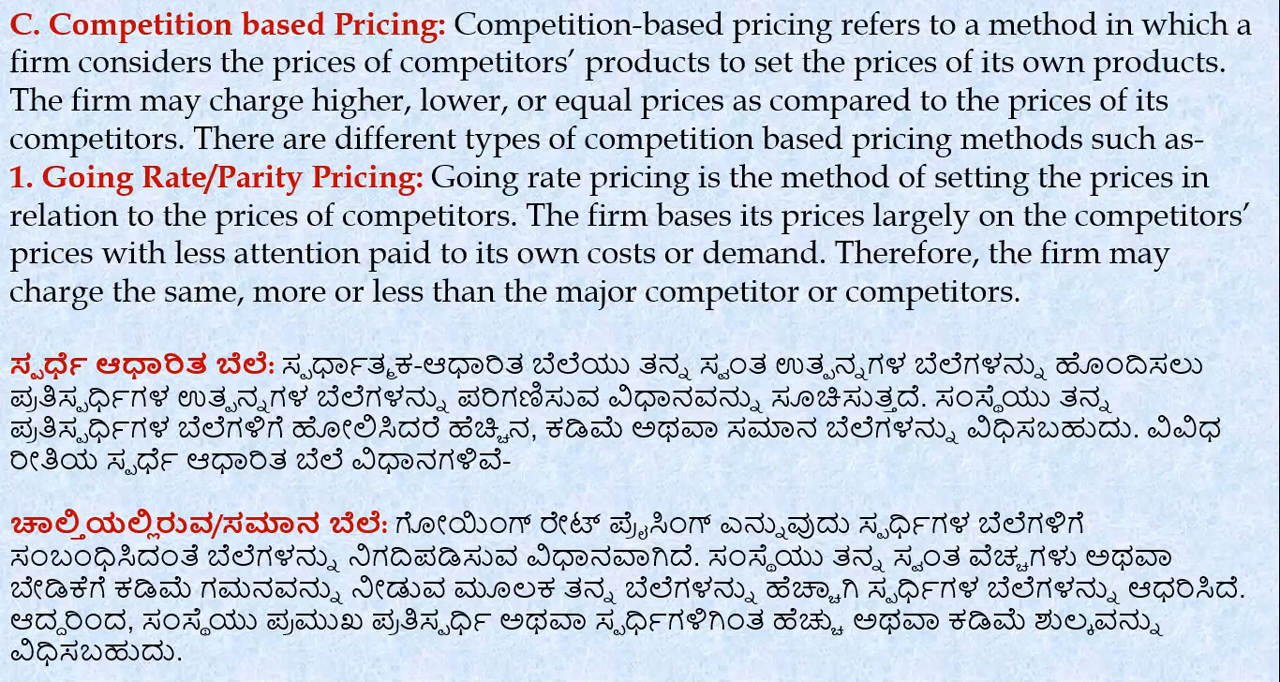 C. Competition based Pricing: Competition-based pricing refers to a method in which a
firm considers the prices of competitors’ products to set the prices of its own products.
The firm may charge higher, lower, or equal prices as compared to the prices of its
competitors. There are different types of competition based pricing methods such as-
1. Going Rate/Parity Pricing: Going rate pricing is the method of setting the prices in
relation to the prices of competitors. The firm bases its prices largely on the competitors’
prices with less attention paid to its own costs or demand. Therefore, the firm may
charge the same, more or less than the major competitor or competitors.
ಸ್ಪರ್ಧೆ ಆಧಾರಿತ ಬೆಲೆ: ಸ್ಪರ್ಧಾತ್ಮಕ-ಆಧಾರಿತ ಬೆಲೆಯು ತನ್ನ ಸ್ವಂತ ಉತ್ಪನ್ನಗಳ ಬೆಲೆಗಳನ್ನು ಹೊಂದಿಸಲು
ಪ್ರತಿಸ್ಪರ್ಧಿಗಳ ಉತ್ಪನ್ನಗಳ ಬೆಲೆಗಳನ್ನು ಪರಿಗಣಿಸುವ ವಿಧಾನವನ್ನು ಸೂಚಿಸುತ್ತದೆ. ಸಂಸ್ಥೆಯು ತನ್ನ
ಪ್ರತಿಸ್ಪರ್ಧಿಗಳ ಬೆಲೆಗಳಿಗೆ ಹೋಲಿಸಿದರೆ ಹೆಚ್ಚಿನ, ಕಡಿಮೆ ಅಥವಾ ಸಮಾನ ಬೆಲೆಗಳನ್ನು ವಿಧಿಸಬಹುದು. ವಿವಿಧ
ರೀತಿಯ ಸ್ಪರ್ಧೆ ಆಧಾರಿತ ಬೆಲೆ ವಿಧಾನಗಳಿವೆ-
ಚಾಲ್ತಿಯಲ್ಲಿರುವ/ಸಮಾನ ಬೆಲೆ: ಗೋಯಿಂಗ್ ರೇಟ್ ಪ್ರೈಸಿಂಗ್ ಎನ್ನುವುದು ಸ್ಪರ್ಧಿಗಳ ಬೆಲೆಗಳಿಗೆ
ಸಂಬಂಧಿಸಿದಂತೆ ಬೆಲೆಗಳನ್ನು ನಿಗದಿಪಡಿಸುವ ವಿಧಾನವಾಗಿದೆ. ಸಂಸ್ಥೆಯು ತನ್ನ ಸ್ವಂತ ವೆಚ್ಚಗಳು ಅಥವಾ
ಬೇಡಿಕೆಗೆ ಕಡಿಮೆ ಗಮನವನ್ನು ನೀಡುವ ಮೂಲಕ ತನ್ನ ಬೆಲೆಗಳನ್ನು ಹೆಚ್ಚಾಗಿ ಸ್ಪರ್ಧಿಗಳ ಬೆಲೆಗಳನ್ನು ಆಧರಿಸಿದೆ.
ಆದ್ದರಿಂದ, ಸಂಸ್ಥೆಯು ಪ್ರಮುಖ ಪ್ರತಿಸ್ಪರ್ಧಿ ಅಥವಾ ಸ್ಪರ್ಧಿಗಳಿಗಿಂತ ಹೆಚ್ಚು ಅಥವಾ ಕಡಿಮೆ ಶುಲ್ಕವನ್ನು
ವಿಧಿಸಬಹುದು.